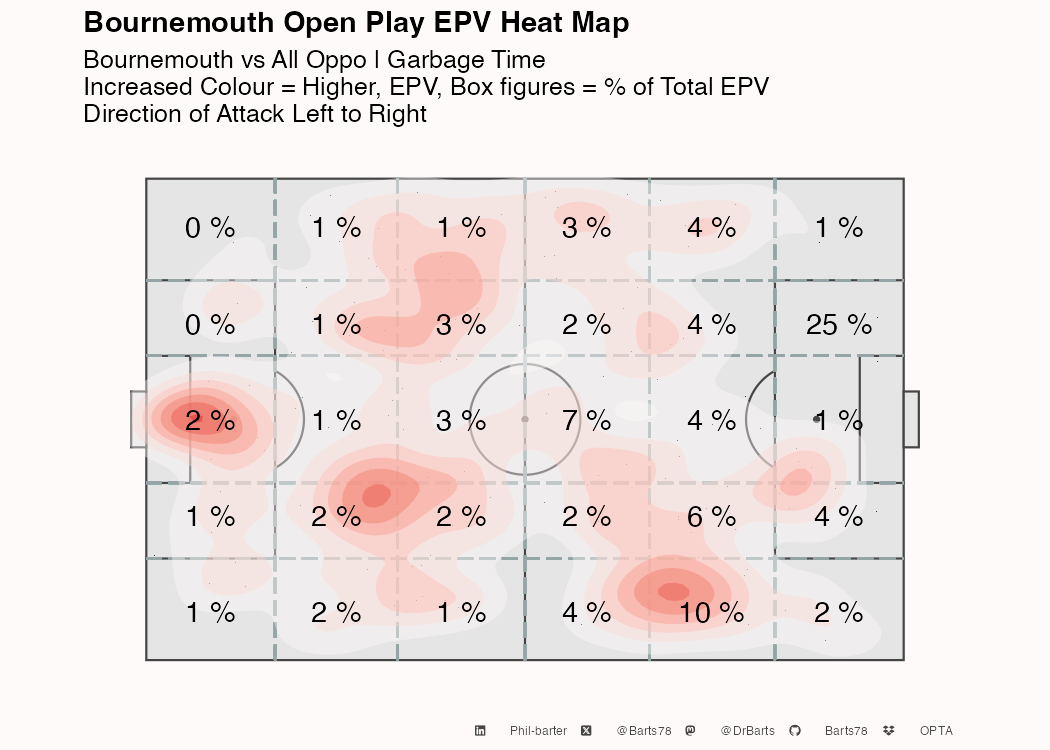 Bournemouth Open Play EPV Heat Map
Bournemouth vs All Oppo | Garbage Time
Increased Colour = Higher, EPV, Box figures = % of Total EPV
Direction of Attack Left to Right
0 % 1 % 1 % 3 % 4 % 1 %
0 % 1 % 3 % 2 % 4 % 25 %
2 % 1 % 3 % 7 % 4 % 1 %
1 % 2 % 2 % 2 % 6 % 4 %
1 % 2 % 1 % 4 % 10 % 2 %
Phil-barter @Barts78 @DrBarts Barts78 OPTA